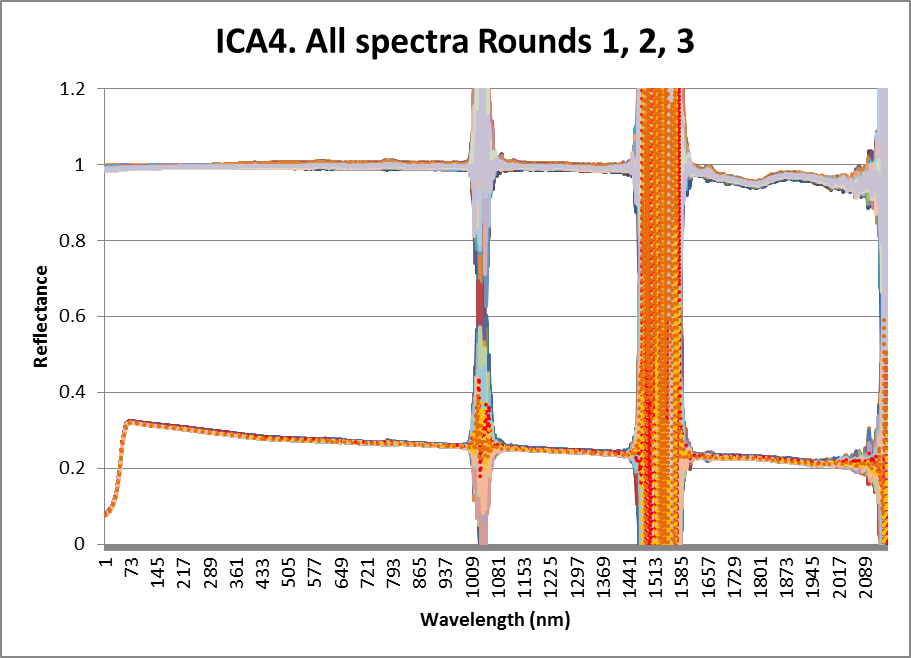 ICA4. All spectra Rounds 1, 2, 3
1.2
1
0.8
0.6
0.4
0.2
0
Reflectance
1 73 145 217 289 361 433 505 577 649 721 793 865 937 1009 1081 1153 1225 1297 1369 1441 1513 1585 1657 1729 1801 1873 1945 2017 2089
Wavelength (nm)